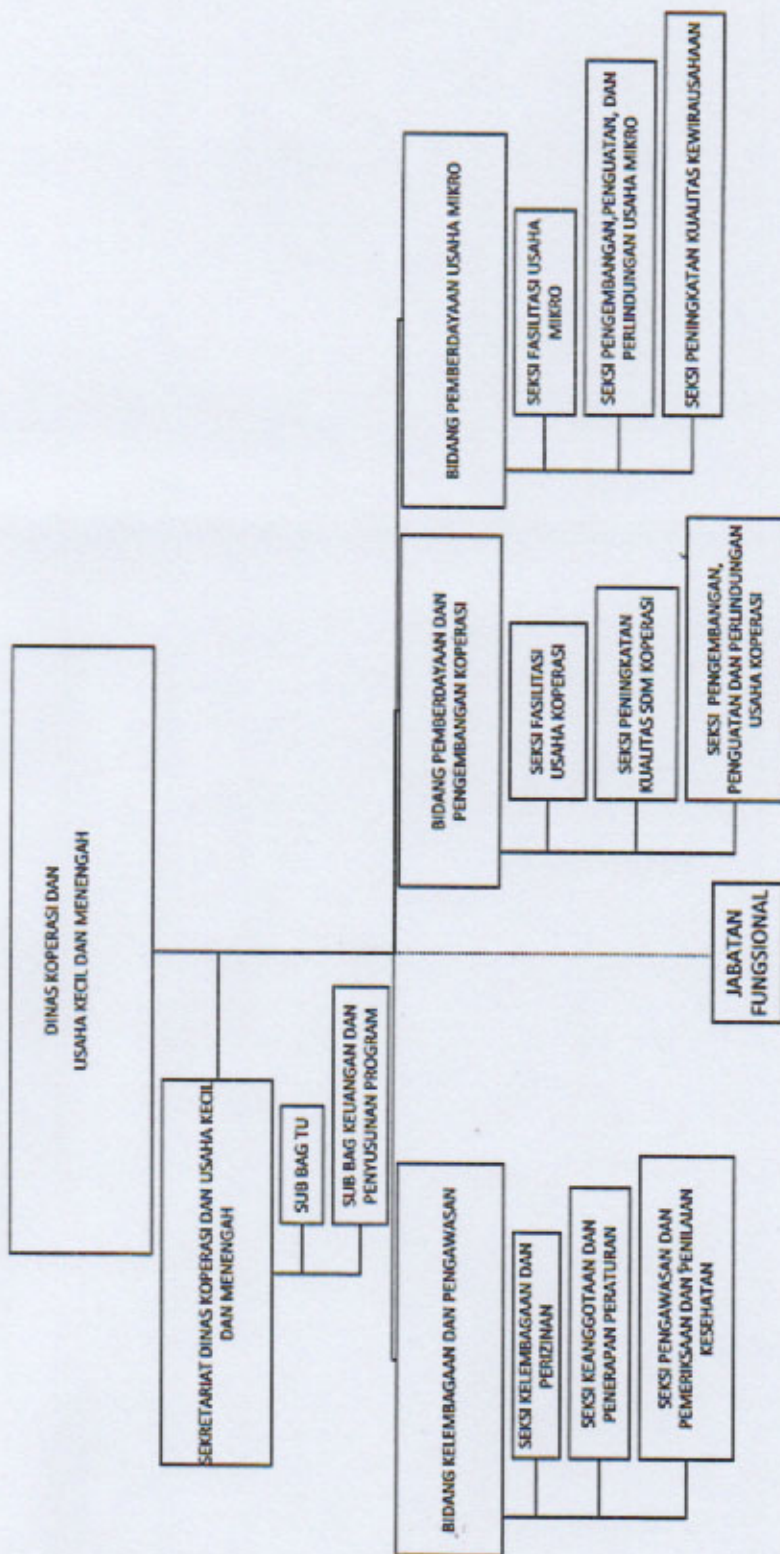 DINAS KOPERASI DAN
USAHA KECIL DAN MENENGAH
SEKRETARIAT DINAS KOPERASI DAN USAHA KECIL
DAN MENENGAH
SUB BAG TU
SUB BAG KEUANGAN DAN
PENYUSUNAN PROGRAM
BIDANG KELEMBAGAAN DAN PENGAWASAN
SEKSI KELEMBAGAAN DAN
PERIZINAN
SEKSI KEANGGOTAAN DAN
PENERAPAN PERATURAN
SEKSI PENGAWASAN DAN
PEMERIKSAAN DAN PENILAIAN
KESEHATAN
JABATAN
FUNGSIONAL
BIDANG PEMBERDAYAAN DAN
PENGEMBANGAN KOPERASI
SEKSI FASILITASI
USAHA KOPERASI
SEKSI PENINGKATAN
KUALITAS SDM KOPERASI
SEKSI PENGEMBANGAN,
PENGUATAN DAN PERLINDUNGAN
USAHA KOPERASI
BIDANG PEMBERDAYAAN USAHA MIKRO
SEKSI FASILITASI USAHA
MIKRO
SEKSI PENGEMBANGAN,PENGUATAN, DAN
PERLINDUNGAN USAHA MIKRO
SEKSI PENINGKATAN KUALITAS KEWIRAUSAHAAN